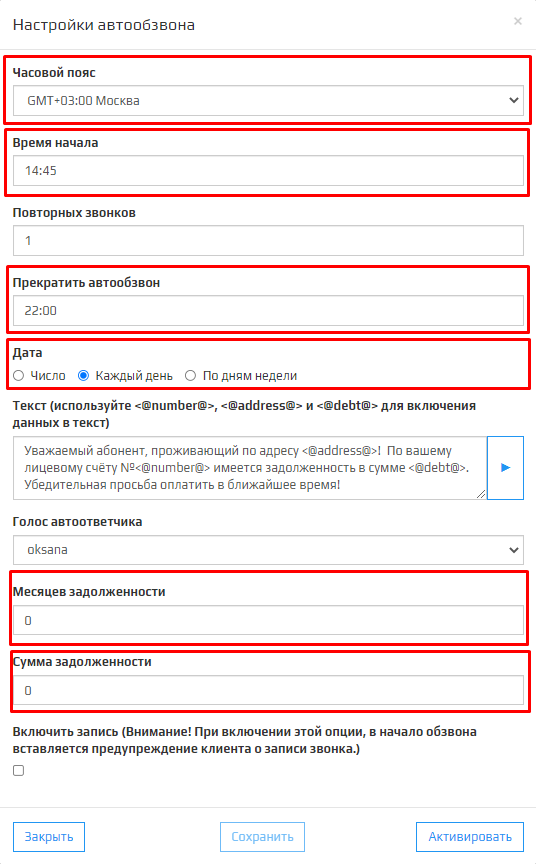 Настройки автообзвона
×
Часовой пояс
GMT+03:00 Москва
Время начала
14:45
Повторных звонков
1
Прекратить автообзвон
22:00
Дата
Число Каждый день По дням недели
Текст (используйте <@number@>, <@address@> и <@debt@> для включения
данных в текст)
Уважаемый абонент, проживающий по адресу <@address@>! По вашему
лицевому счёту №<@number@> имеется задолженность в сумме <@debt@>.
Убедительная просьба оплатить в ближайшее время!
Голос автоответчика
oksana
Месяцев задолженности
0
Сумма задолженности
0
Включить запись (Внимание! При включении этой опции, в начало обзвона
вставляется предупреждение клиента о записи звонка.)
Закрыть Сохранить Активировать